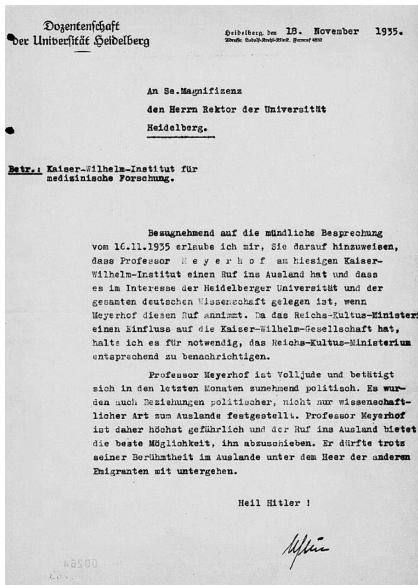 Dozentenschaft
der Universität Heidelberg
Heidelberg, den 18. November 1935.
An Se.Magnifizenz
den Herrn Rektor der Universität
Heidelberg.
Betr.: Kaiser-Wilhelm-Institut für
medizinische Forschung.
Bezugnehmend auf die mündliche Besprechung
vom 16.11.1935 erlaube ich mir, Sie darauf hinzuweisen,
dass Professor M e y e r h o f am hiesigen Kaiser-
Wilhelm-Institut einen Ruf ins Ausland hat und dass
es im Interesse der Heidelberger Universität und der
gesamten deutschen Wissenschaft gelegen ist, wenn
Meyerhof diesen Ruf annimmt. Da das Reichs-Kultus-Ministeri
einen Einfluss auf die Kaiser-Wilhelm-Gesellschaft hat,
halte ich es für notwendig, das Reichs-Kultus-Ministerium
entsprechend zu benachrichtigen.
Professor Meyerhof ist Volljude und betätigt
sich in den letzten Monaten zunehmend politisch. Es wur-
den auch Beziehungen politischer, nicht nur wissenschaft-
licher Art zum Auslande festgestellt. Professor Meyerhof
ist daher höchst gefährlich und der Ruf ins Ausland bietet
die beste Möglichkeit, ihn abzuschieben. Er dürfte trotz
seiner Berühmtheit im Auslande unter dem Heer der anderen
Emigranten mit untergehen.
Heil Hitler !